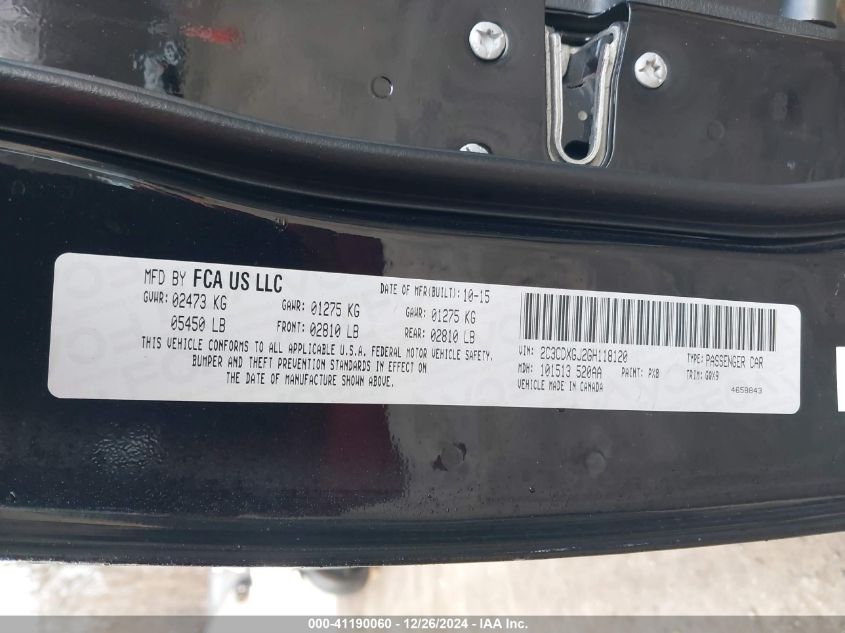 MFD BY FCA US LLC
DATE OF MFR(BUILT): 10-15
GVWR: 02473 KG
GAWR: 01275 KG
GAWR: 01275 KG
05450 LB
FRONT: 02810 LB
REAR: 02810 LB
THIS VEHICLE CONFORMS TO ALL APPLICABLE U.S.A. FEDERAL MOTOR VEHICLE SAFETY,
BUMPER AND THEFT PREVENTION STANDARDS IN EFFECT ON
THE DATE OF MANUFACTURE SHOWN ABOVE.
VIN: 2C3CDXGJ2GH118120
TYPE: PASSENGER CAR
MDH: 101513 520AA
PAINT: PX8
TRIM: GDX9
VEHICLE MADE IN CANADA
4658843
000-41190060 - 12/26/2024 - IAA Inc.